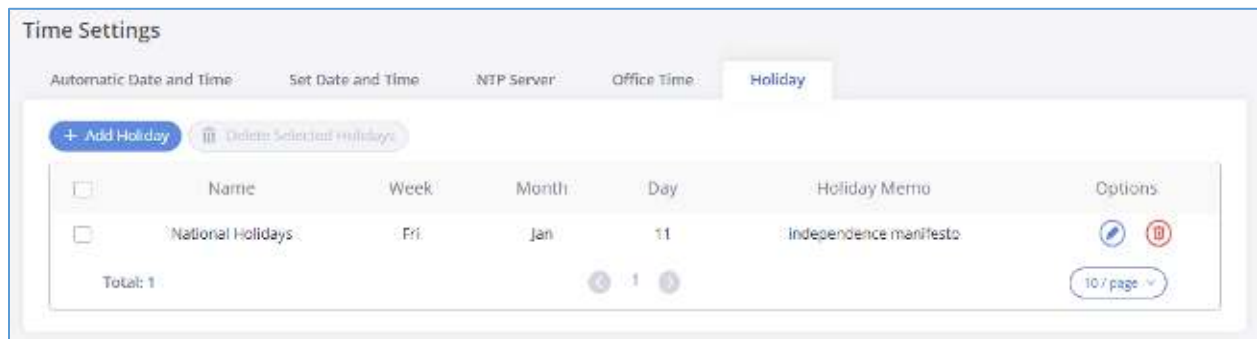 Time Settings
Automatic Date and Time Set Date and Time NTP Server Office Time Holiday
+ Add Holiday Delete Selected Holidays
Name Week Month Day Holiday Memo Options
National Holidays Fri Jan 11 independence manifesto
Total: 1 1 10 / page